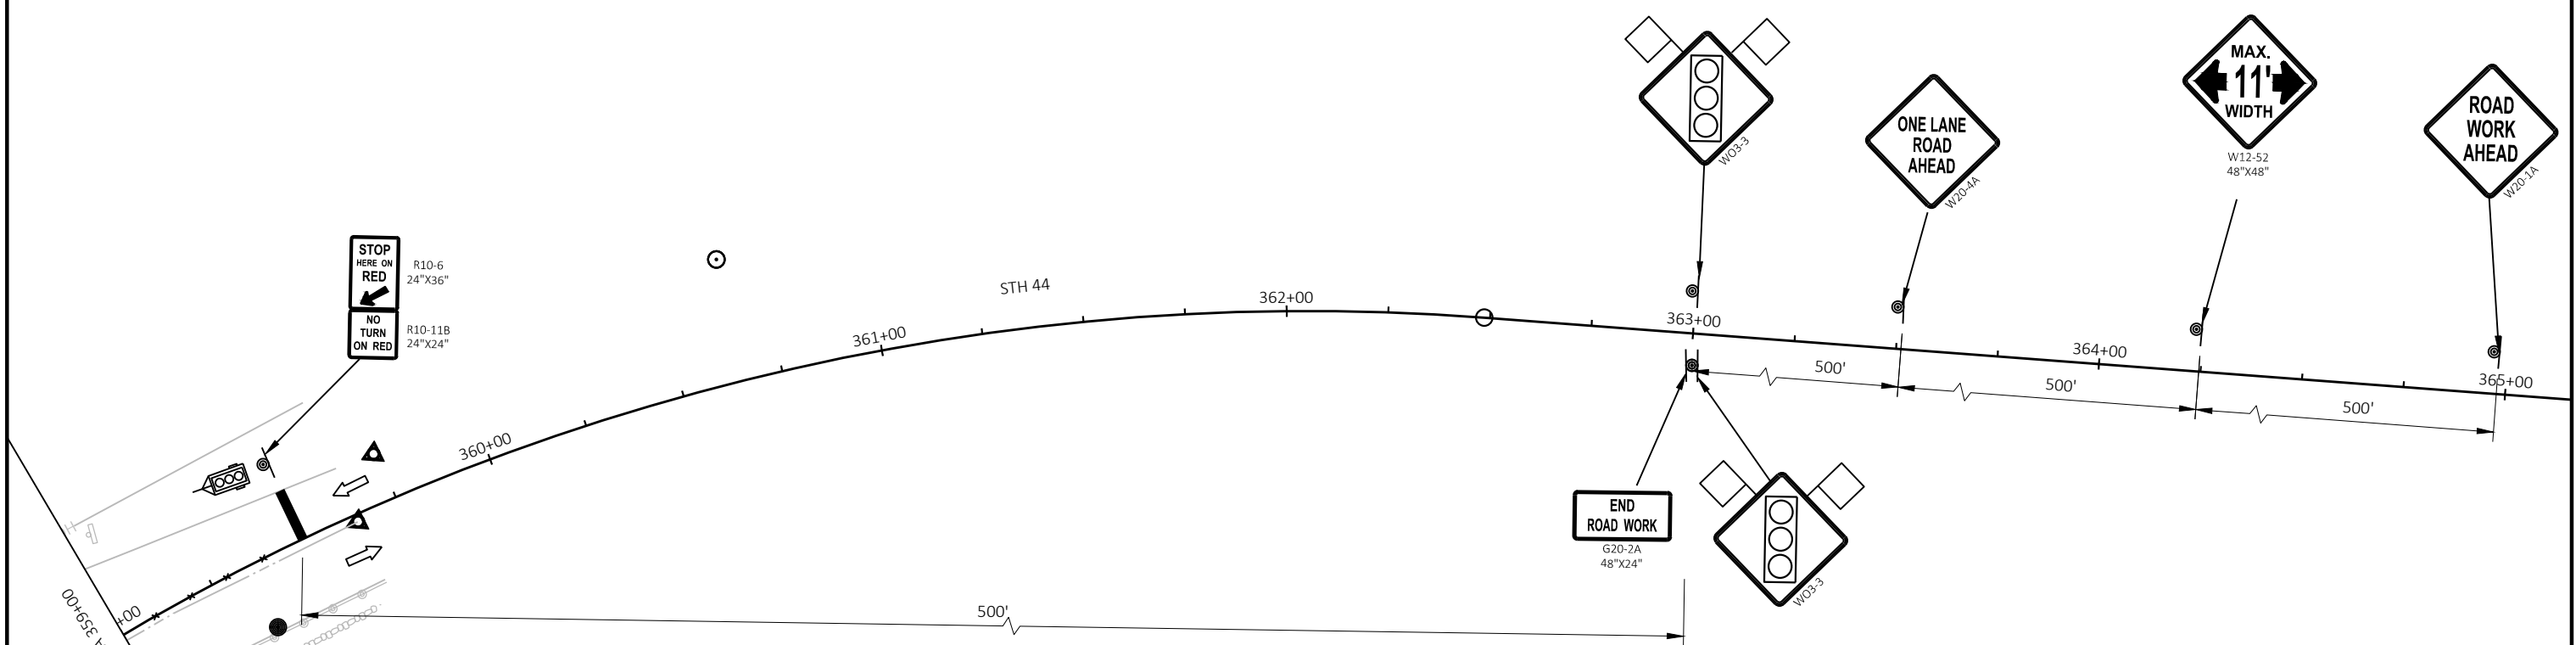 MAX.
11'
WIDTH
W12-52
48"X48"
ROAD
WORK
AHEAD
W20-1A
ONE LANE
ROAD
AHEAD
W20-4A
WO3-3
STOP
HERE ON
RED
R10-6
24"X36"
NO
TURN
ON RED
R10-11B
24"X24"
STH 44
359+00
+00
360+00
361+00
362+00
363+00
364+00
365+00
500'
500'
500'
END
ROAD WORK
G20-2A
48"X24"
WO3-3
500'